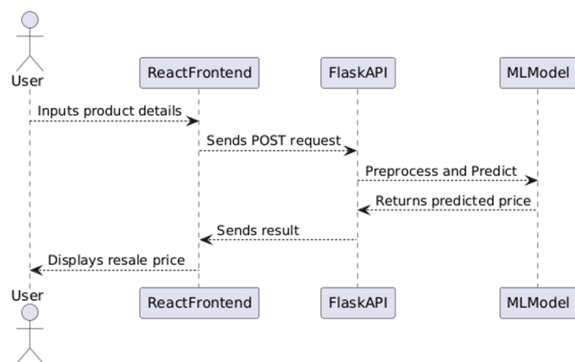 User
ReactFrontend
FlaskAPI
MLModel
Inputs product details
Sends POST request
Preprocess and Predict
Returns predicted price
Sends result
Displays resale price
User
ReactFrontend
FlaskAPI
MLModel